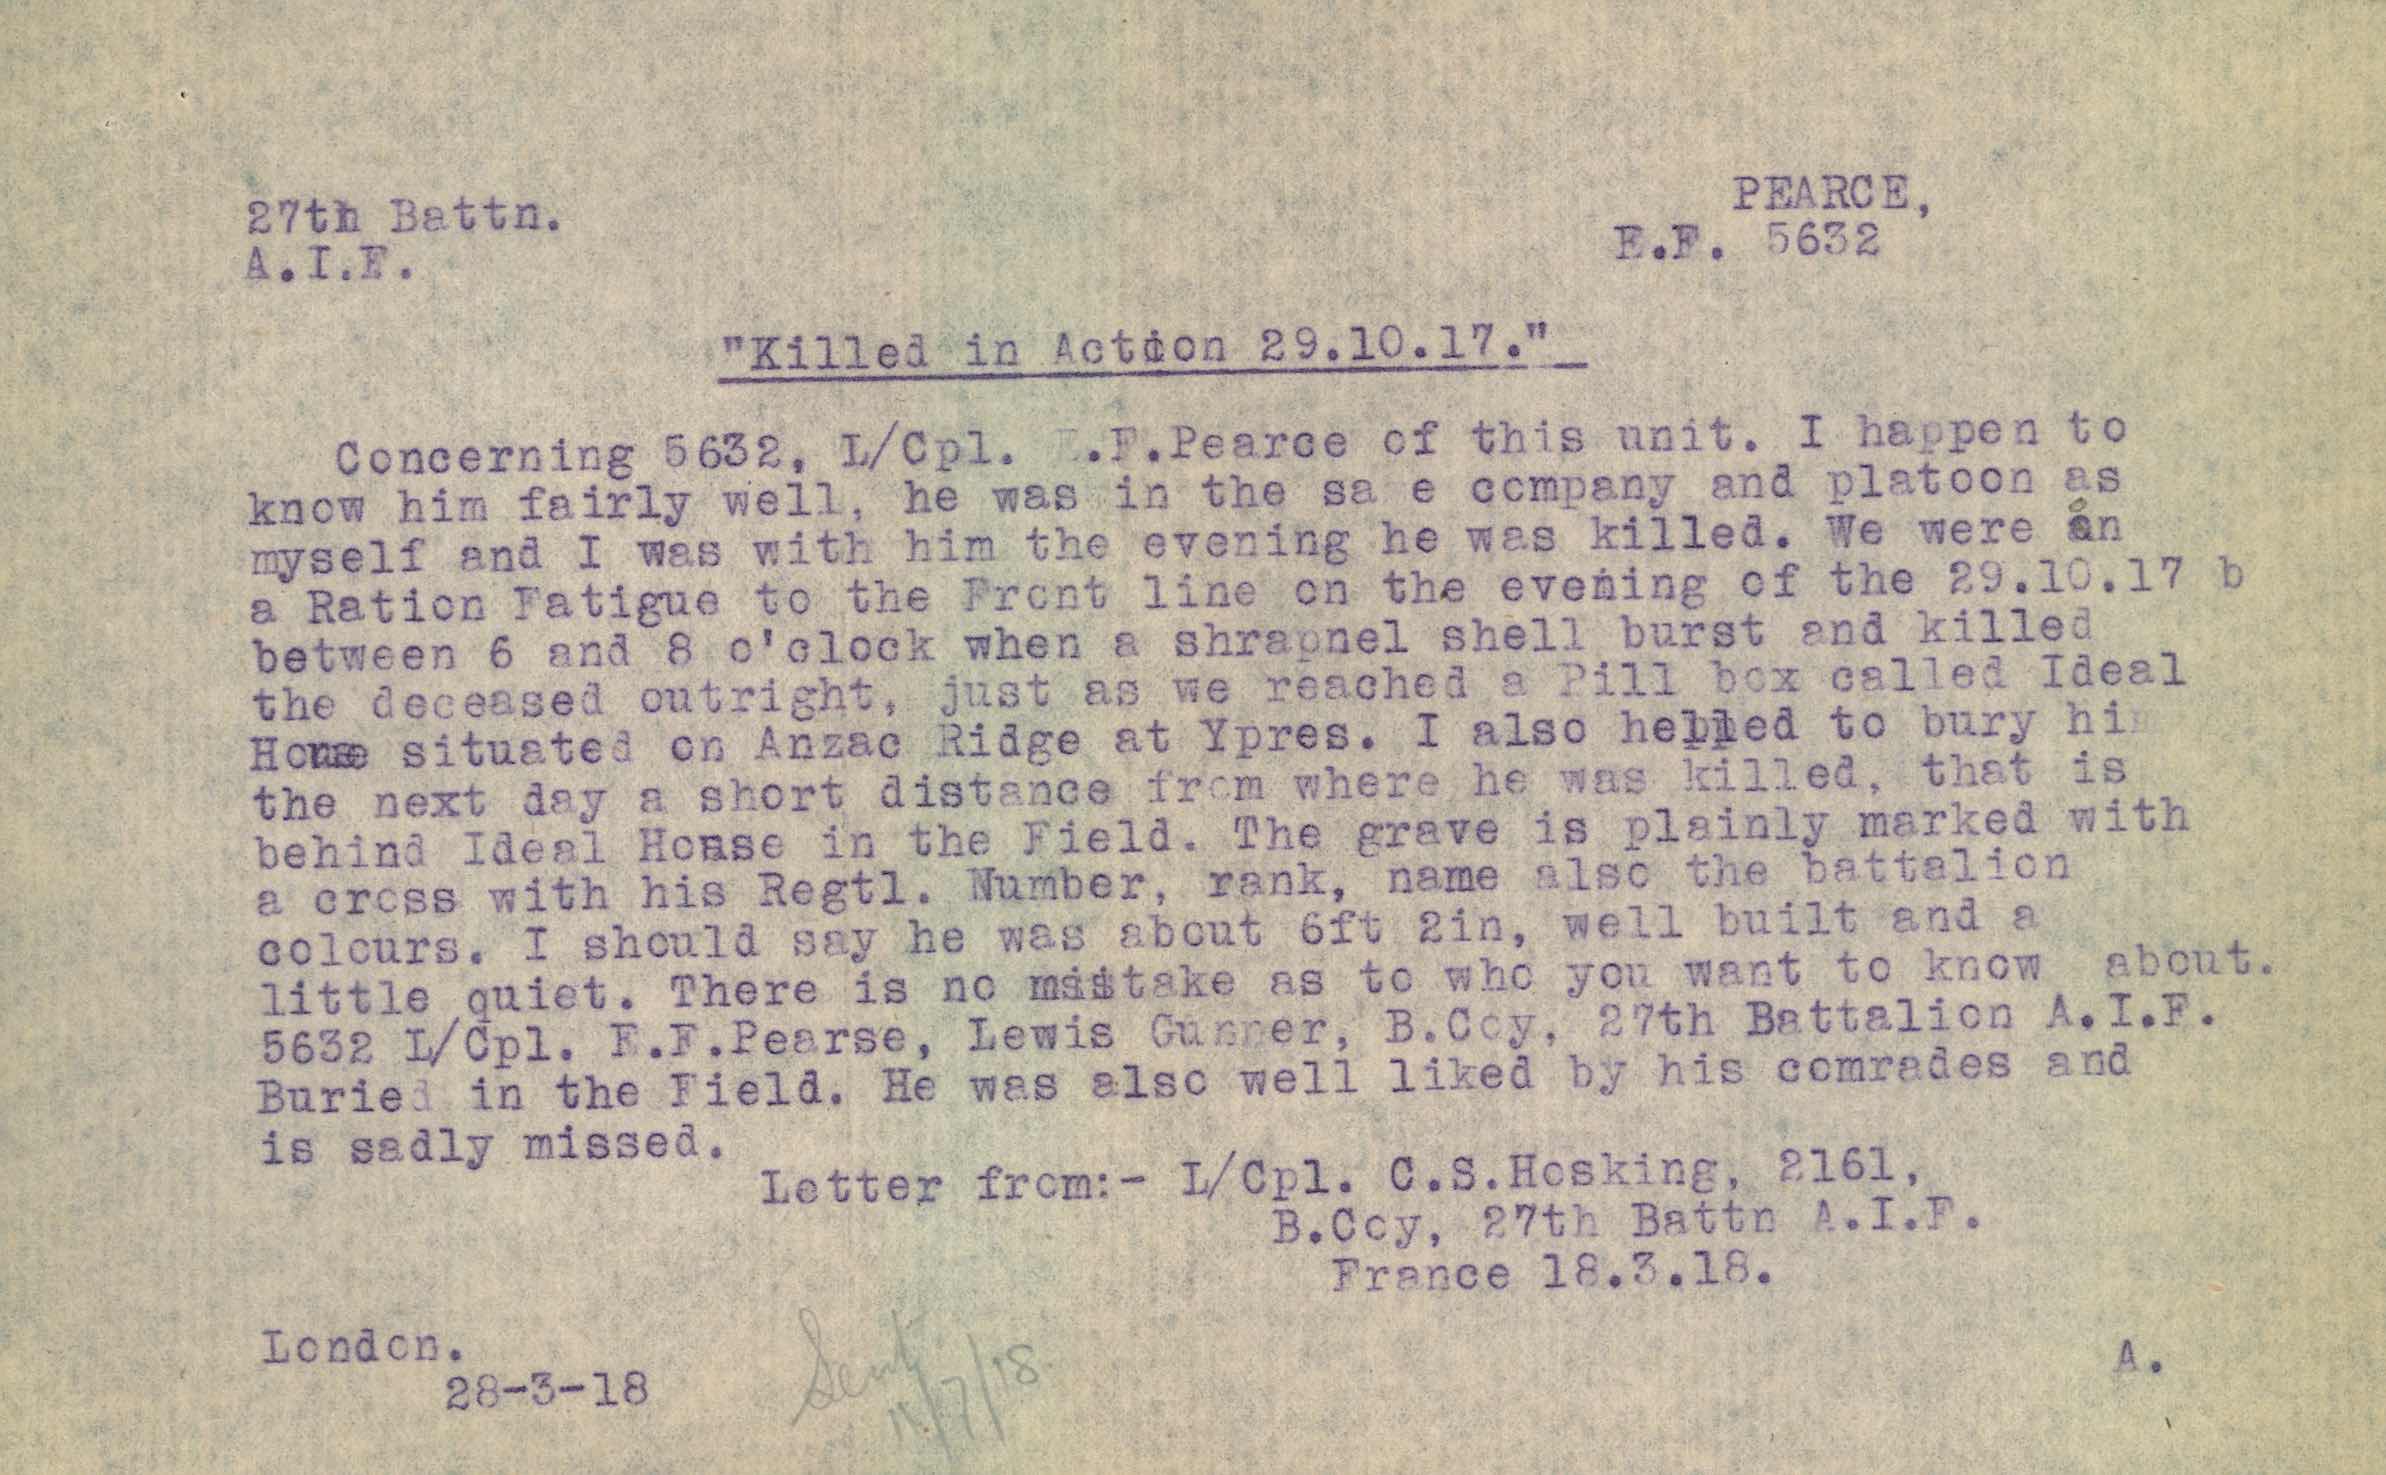 27th Battn.
A.I.F.
PEARCE,
E.F. 5632
"Killed in Action 29.10.17."
Concerning 5632, L/Cpl. .F.Pearce of this unit. I happen to
know him fairly well, he was in the sa e company and platoon as
myself and I was with him the evening he was killed. We were on
a Ration Fatigue to the Front line on the evening of the 29.10.17 b
between 6 and 8 o'clock when a shrapnel shell burst and killed
the deceased outright, just as we reached a Pill box called Ideal
House situated on Anzac Ridge at Ypres. I also helped to bury him
the next day a short distance from where he was killed, that is
behind Ideal House in the Field. The grave is plainly marked with
a cross with his Regtl. Number, rank, name also the battalion
colours. I should say he was about 6ft 2in, well built and a
little quiet. There is no mistake as to who you want to know about.
5632 L/Cpl. E.F.Pearse, Lewis Gunner, B.Coy, 27th Battalion A.I.F.
Buried in the Field. He was also well liked by his comrades and
is sadly missed.
Letter from:- L/Cpl. C.S.Hosking, 2161,
B.Coy, 27th Battn A.I.F.
France 18.3.18.
London.
28-3-18
Sent
/7/18
A.